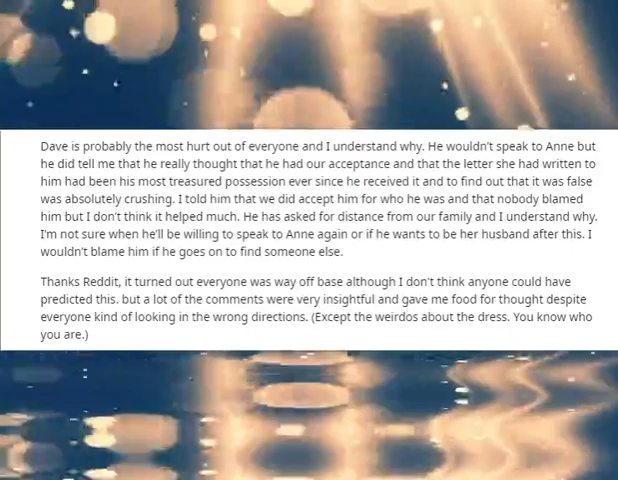 Dave is probably the most hurt out of everyone and I understand why. He wouldn't speak to Anne but
he did tell me that he really thought that he had our acceptance and that the letter she had written to
him had been his most treasured possession ever since he received it and to find out that it was false
was absolutely crushing. I told him that we did accept him for who he was and that nobody blamed
him but I don't think it helped much. He has asked for distance from our family and I understand why.
I'm not sure when he'll be willing to speak to Anne again or if he wants to be her husband after this. I
wouldn't blame him if he goes on to find someone else.
Thanks Reddit, it turned out everyone was way off base although I don't think anyone could have
predicted this. but a lot of the comments were very insightful and gave me food for thought despite
everyone kind of looking in the wrong directions. (Except the weirdos about the dress. You know who
you are.)